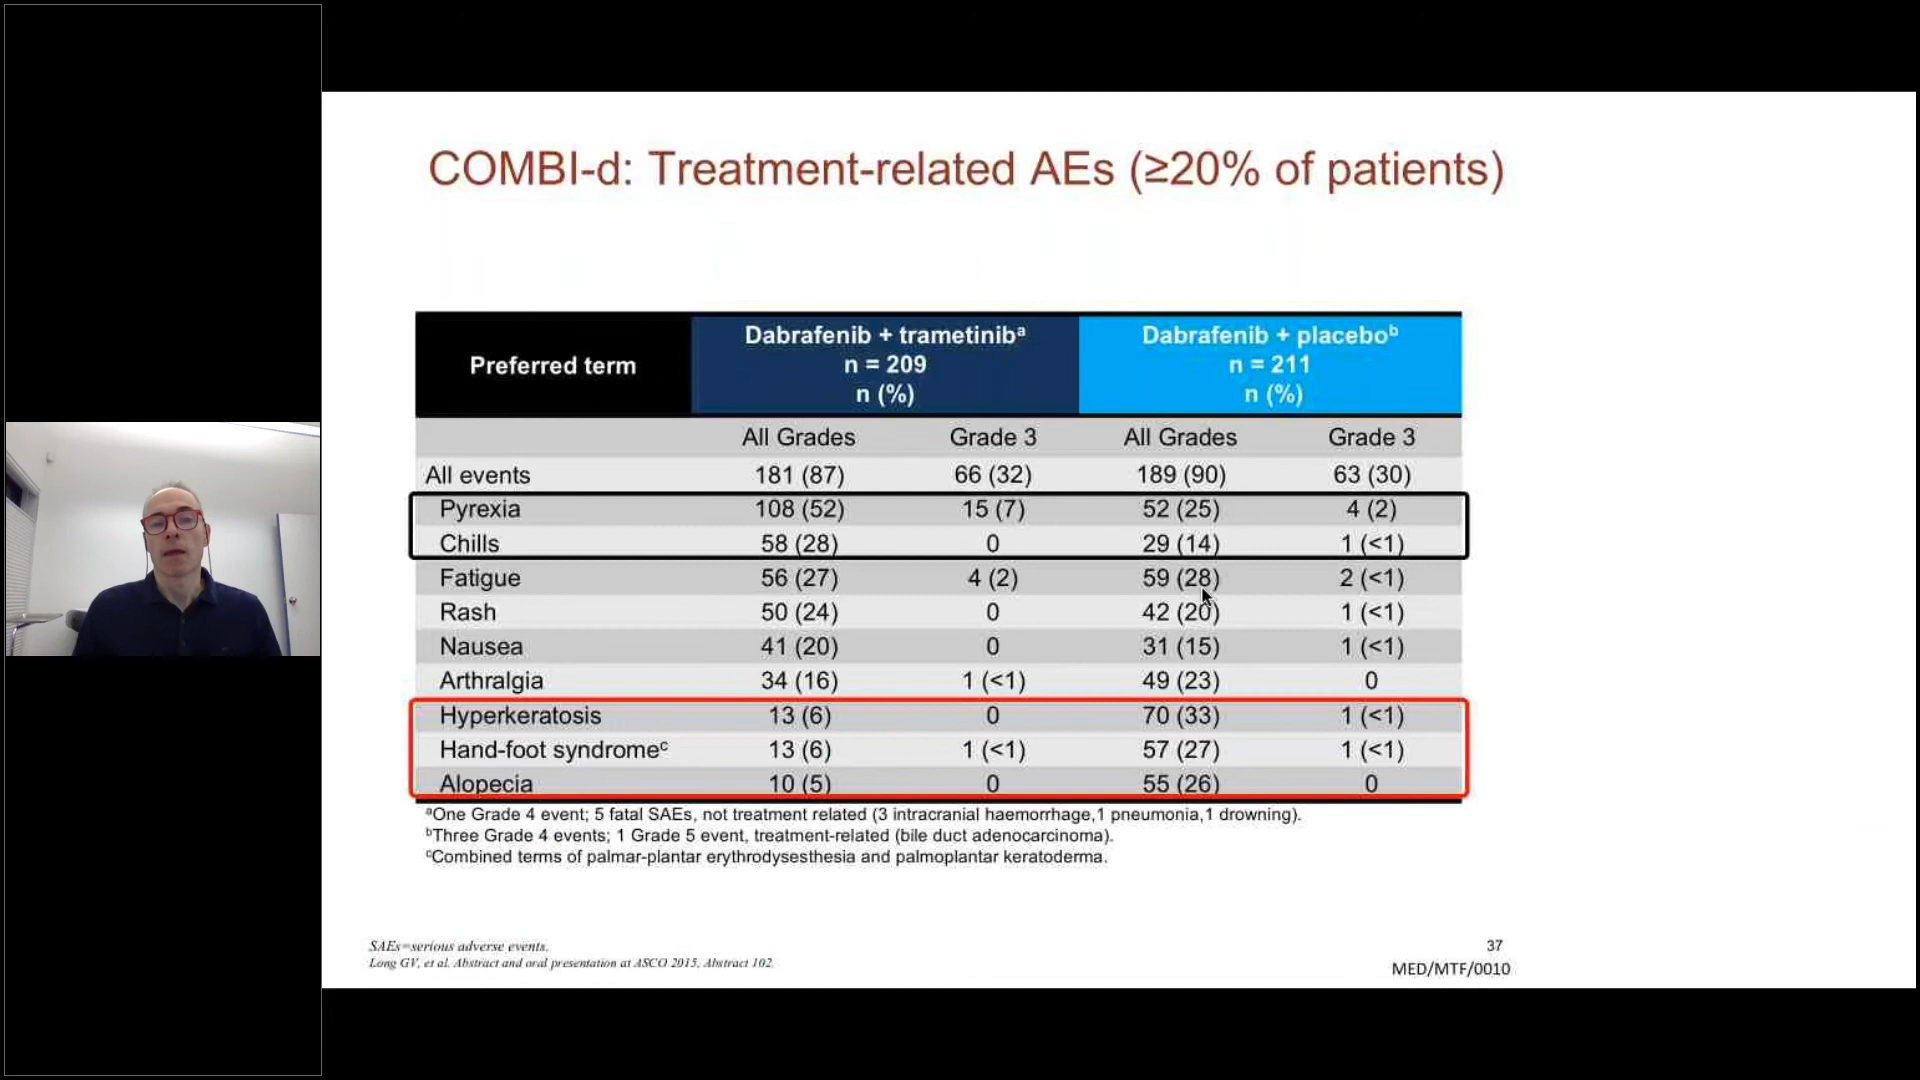 COMBI-d: Treatment-related AEs (≥20% of patients)
Preferred term
Dabrafenib + trametinibᵃ
n = 209
n (%)
Dabrafenib + placeboᵇ
n = 211
n (%)
All Grades Grade 3 All Grades Grade 3
All events 181 (87) 66 (32) 189 (90) 63 (30)
Pyrexia 108 (52) 15 (7) 52 (25) 4 (2)
Chills 58 (28) 0 29 (14) 1 (<1)
Fatigue 56 (27) 4 (2) 59 (28) 2 (<1)
Rash 50 (24) 0 42 (20) 1 (<1)
Nausea 41 (20) 0 31 (15) 1 (<1)
Arthralgia 34 (16) 1 (<1) 49 (23) 0
Hyperkeratosis 13 (6) 0 70 (33) 1 (<1)
Hand-foot syndromeᶜ 13 (6) 1 (<1) 57 (27) 1 (<1)
Alopecia 10 (5) 0 55 (26) 0
ᵃOne Grade 4 event; 5 fatal SAEs, not treatment related (3 intracranial haemorrhage,1 pneumonia,1 drowning).
ᵇThree Grade 4 events; 1 Grade 5 event, treatment-related (bile duct adenocarcinoma).
ᶜCombined terms of palmar-plantar erythrodysesthesia and palmoplantar keratoderma.
SAEs=serious adverse events.
Long GV, et al. Abstract and oral presentation at ASCO 2015, Abstract 102.
37
MED/MTF/0010